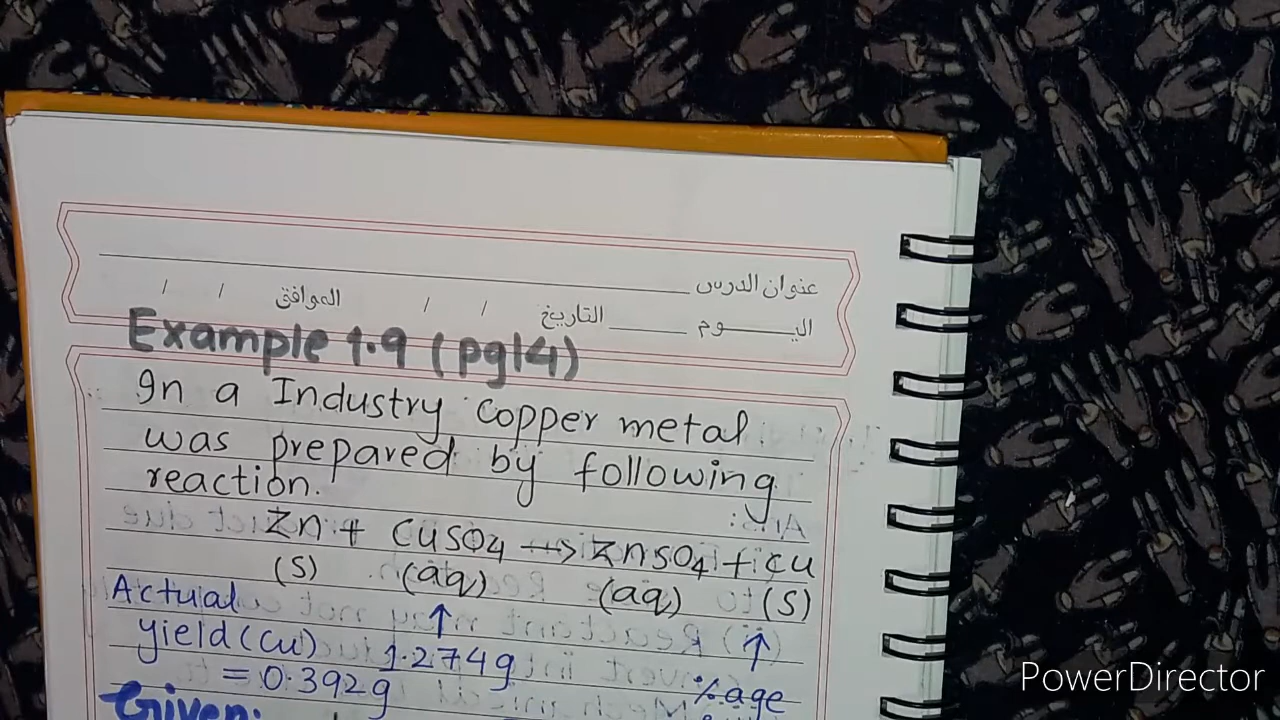 عنوان الدرس
اليـــــــوم التاريخ / / الموافق / /
Example 1.9 (pg14)
In a Industry copper metal
was prepared by following
reaction.
Zn + CuSO4 → ZnSO4 + Cu
(s) (aq) (aq) (s)
Actual
yield (Cu) 1.274g
= 0.392g %age
Given:
PowerDirector